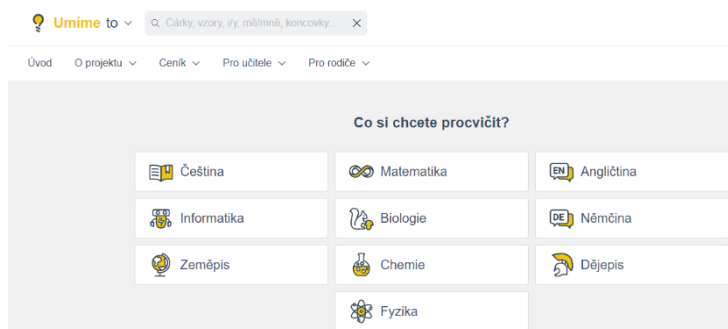 Umíme to
Čárky, vzory, i/y, mě/mně, koncovky...
Úvod O projektu Ceník Pro učitele Pro rodiče
Co si chcete procvičit?
Čeština Matematika EN Angličtina
Informatika Biologie DE Němčina
Zeměpis Chemie Dějepis
Fyzika